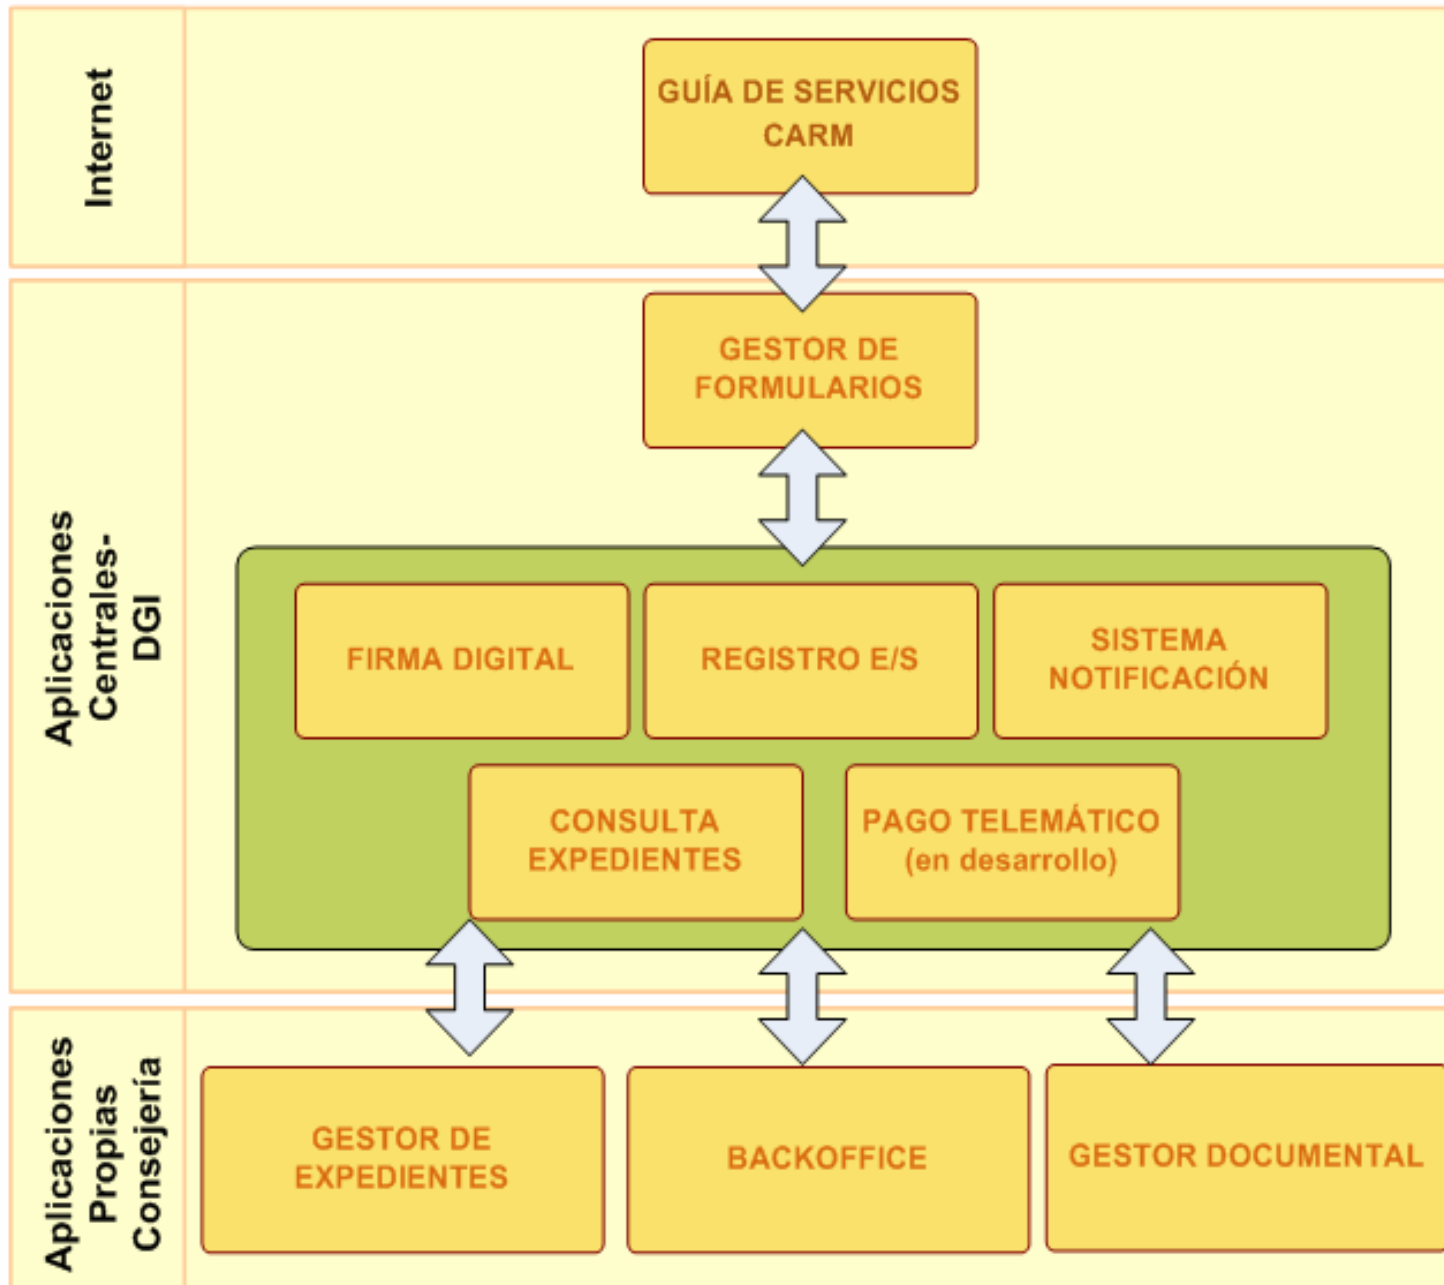 Internet
GUÍA DE SERVICIOS
CARM
Aplicaciones
Centrales-
DGI
GESTOR DE
FORMULARIOS
FIRMA DIGITAL
REGISTRO E/S
SISTEMA
NOTIFICACIÓN
CONSULTA
EXPEDIENTES
PAGO TELEMÁTICO
(en desarrollo)
Aplicaciones
Propias
Consejería
GESTOR DE
EXPEDIENTES
BACKOFFICE
GESTOR DOCUMENTAL